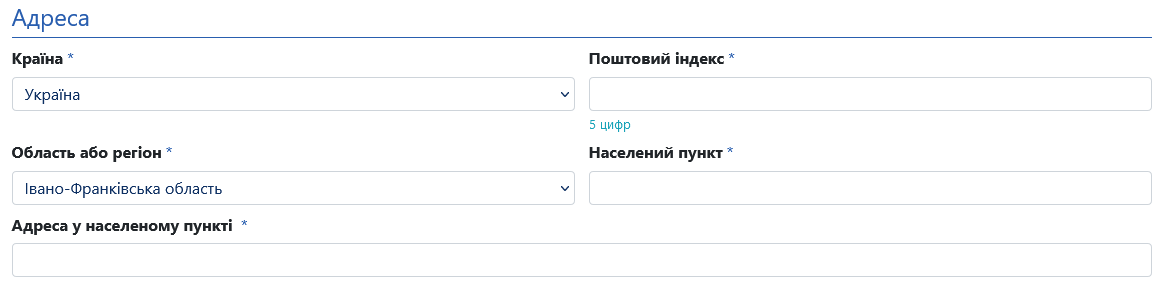 Адреса
Країна *
Поштовий індекс *
Україна
5 цифр
Область або регіон *
Населений пункт *
Івано-Франківська область
Адреса у населеному пункті *